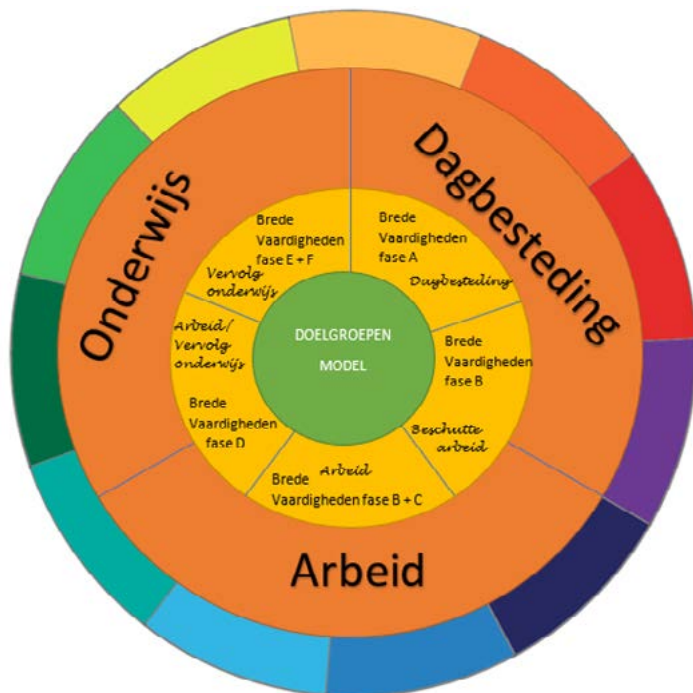 Onderwijs
Dagbesteding
Arbeid
Brede
Vaardigheden
fase E + F
Vervolg
onderwijs
Brede
Vaardigheden
fase A
Dagbesteding
Brede
Vaardigheden
fase B
Beschutte
arbeid
Arbeid
Brede
Vaardigheden fase B + C
Arbeid/
Vervolg
onderwijs
Brede
Vaardigheden
fase D
DOELGROEPEN
MODEL